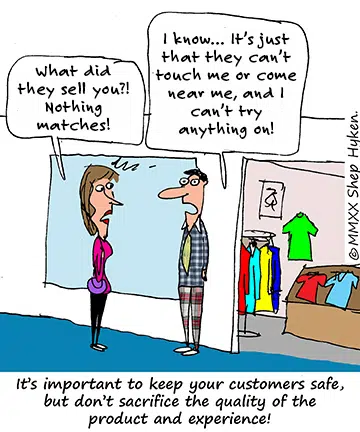 What did
they sell you?!
Nothing
matches!
I know... It's just
that they can't
touch me or come
near me, and I
can't try
anything on!
©MMXX Shep Hyken.
It's important to keep your customers safe,
but don't sacrifice the quality of the
product and experience!